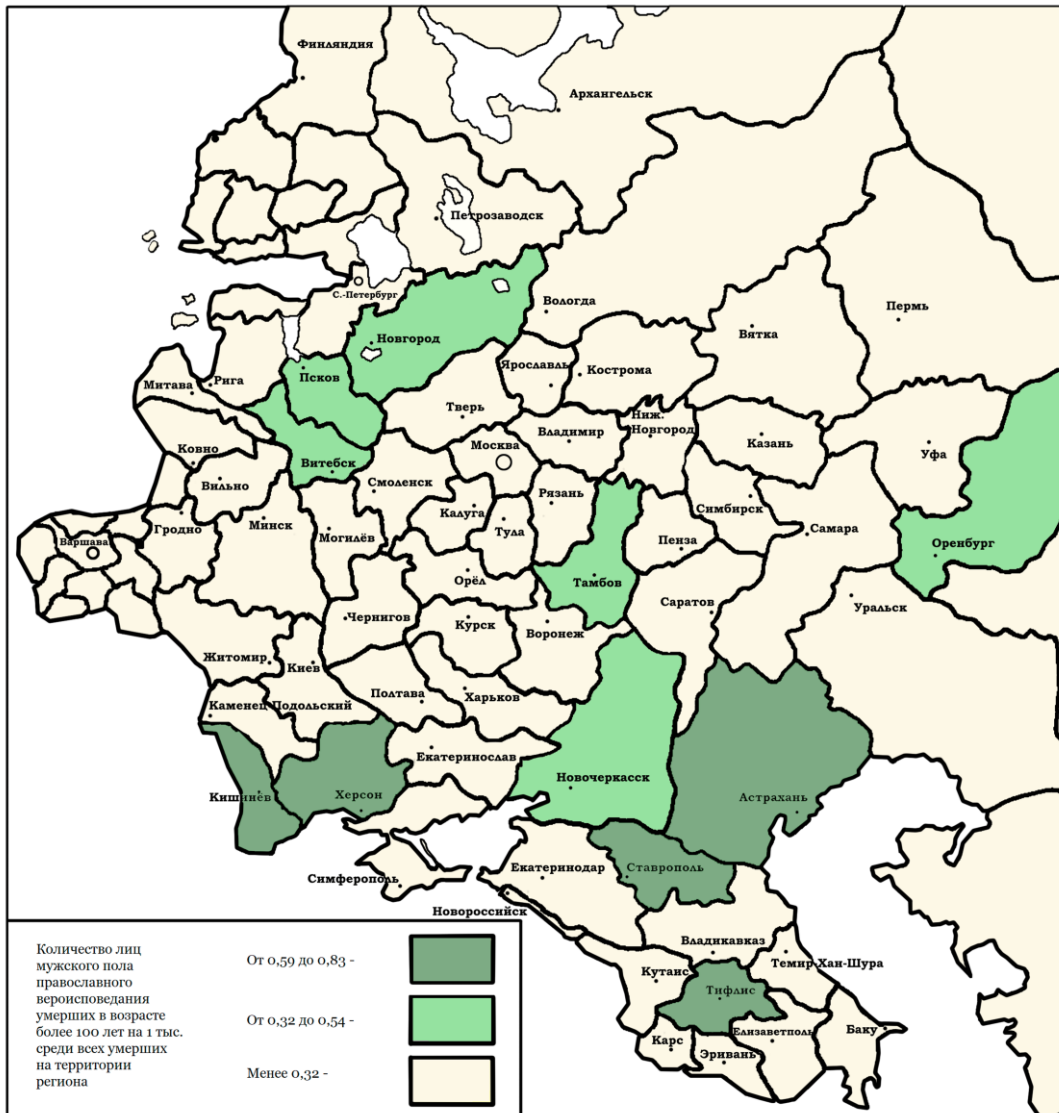 Финляндия
Архангельск
Петрозаводск
С.-Петербург
Вологда
Пермь
Вятка
Новгород
Ярославль
Кострома
Псков
Рига
Митава
Тверь
Ниж.
Новгород
Москва
Владимир
Казань
Уфа
Ковно
Витебск
Вильно
Смоленск
Рязань
Калуга
Симбирск
Самара
Гродно
Минск
Могилёв
Тула
Пенза
Варшава
Оренбург
Орёл
Тамбов
Саратов
Уральск
Чернигов
Курск
Воронеж
Житомир
Киев
Полтава
Харьков
Каменец Подольский
Екатеринослав
Новочеркасск
Кишинёв
Херсон
Астрахань
Екатеринодар
Ставрополь
Симферополь
Новороссийск
Владикавказ
Темир-Хан-Шура
Кутаис
Тифлис
Елизаветполь
Баку
Карс
Эривань
Количество лиц
мужского пола
православного
вероисповедания
умерших в возрасте
более 100 лет на 1 тыс.
среди всех умерших
на территории
региона
От 0,59 до 0,83 -
От 0,32 до 0,54 -
Менее 0,32 -